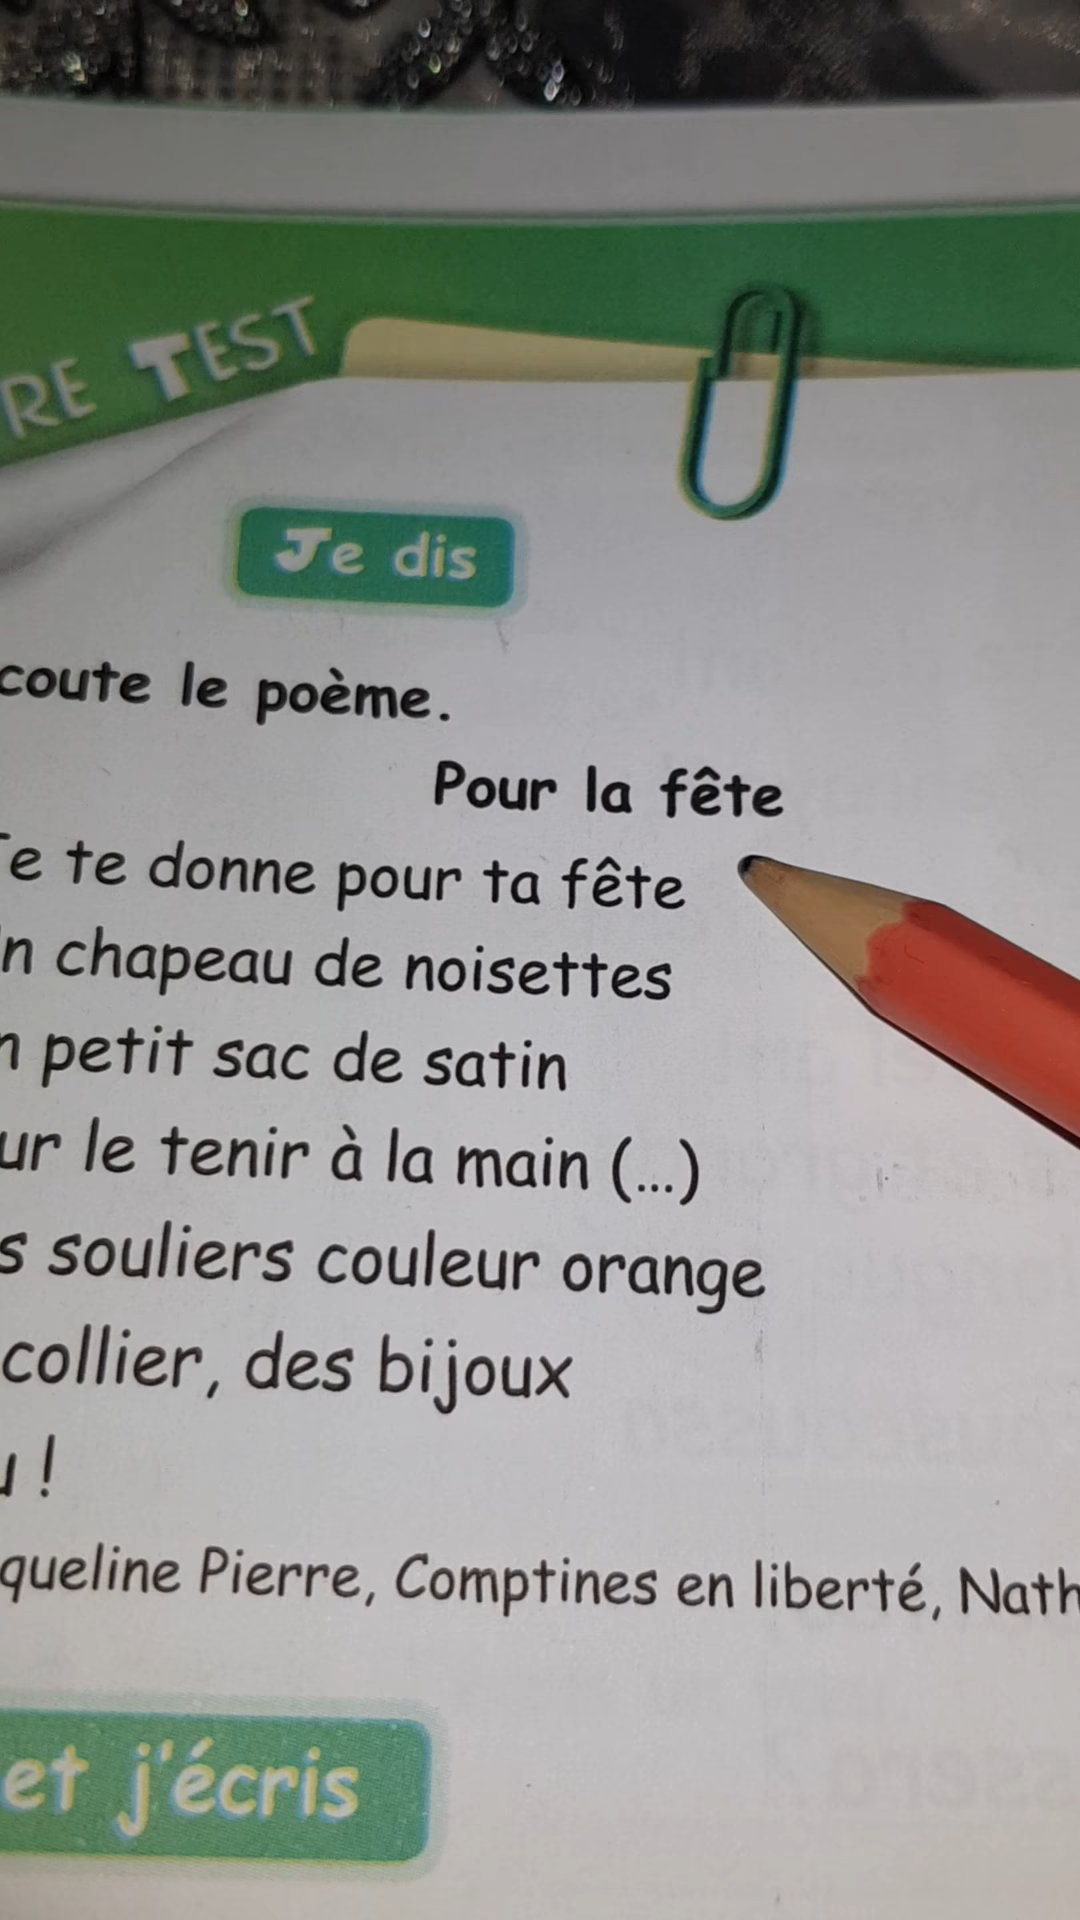 RE TEST
Je dis
coute le poème.
Pour la fête
e te donne pour ta fête
n chapeau de noisettes
n petit sac de satin
ur le tenir à la main (...)
s souliers couleur orange
collier, des bijoux
u !
queline Pierre, Comptines en liberté, Nath
et j'écris